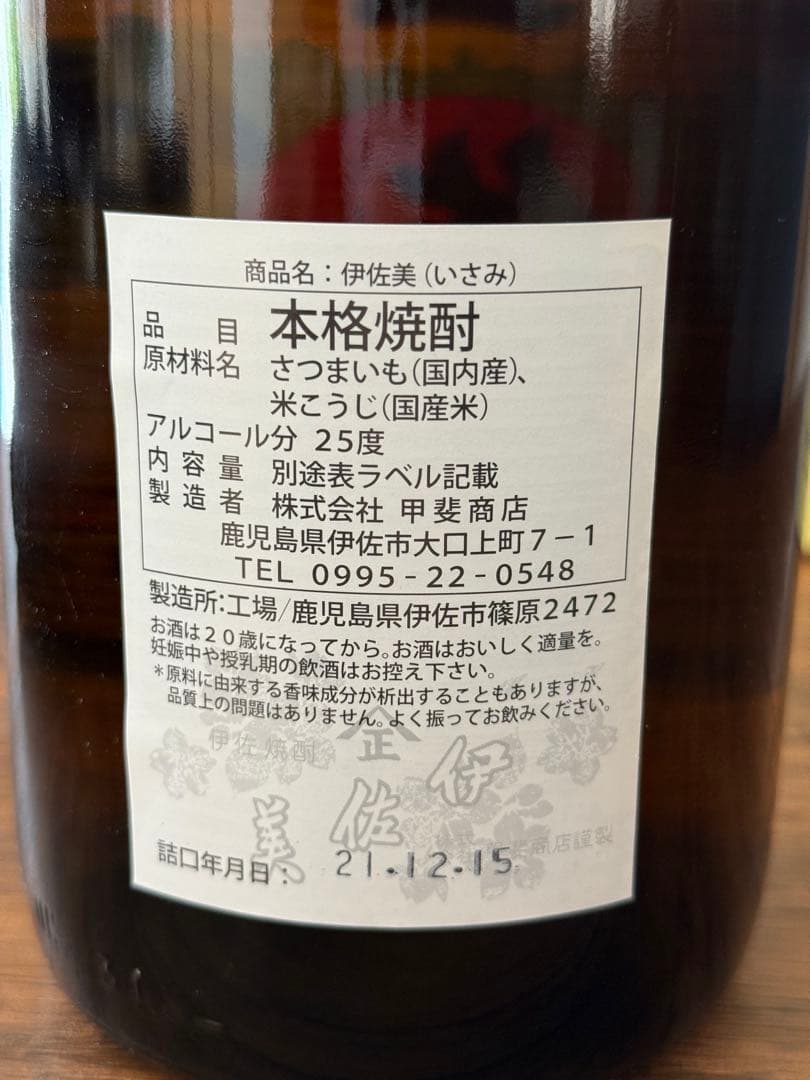 商品名：伊佐美（いさみ）
品目 本格焼酎
原材料名 さつまいも（国内産）、
米こうじ（国産米）
アルコール分 25度
内容量 別途表ラベル記載
製造者 株式会社 甲斐商店
鹿児島県伊佐市大口上町７－１
TEL 0995-22-0548
製造所：工場/鹿児島県伊佐市篠原2472
お酒は２０歳になってから。お酒はおいしく適量を。
妊娠中や授乳期の飲酒はお控え下さい。
＊原料に由来する香味成分が析出することもありますが、
品質上の問題はありません。よく振ってお飲みください。
伊佐焼酎
伊佐美
商店謹製
詰口年月日： 21.12.15